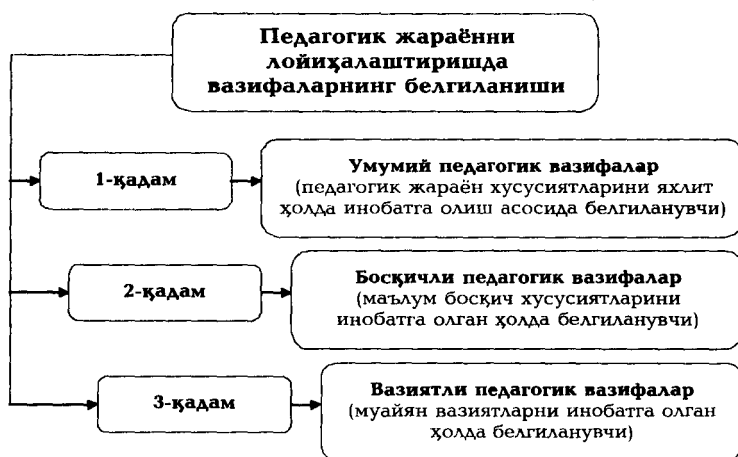 Педагогик жараённи
лойиҳалаштиришда
вазифаларнинг белгиланиши
1-қадам
Умумий педагогик вазифалар
(педагогик жараён хусусиятларини яхлит
ҳолда инобатга олиш асосида белгиланувчи)
2-қадам
Босқичли педагогик вазифалар
(маълум босқич хусусиятларини
инобатга олган ҳолда белгиланувчи)
3-қадам
Вазиятли педагогик вазифалар
(муайян вазиятларни инобатга олган
ҳолда белгиланувчи)